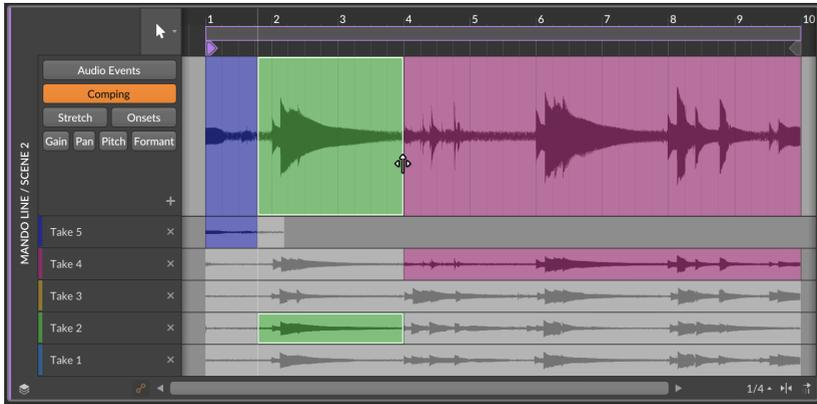 1 2 3 4 5 6 7 8 9 10
MANDO LINE / SCENE 2
Audio Events
Comping
Stretch Onsets
Gain Pan Pitch Formant
+
Take 5 ×
Take 4 ×
Take 3 ×
Take 2 ×
Take 1 ×
1/4